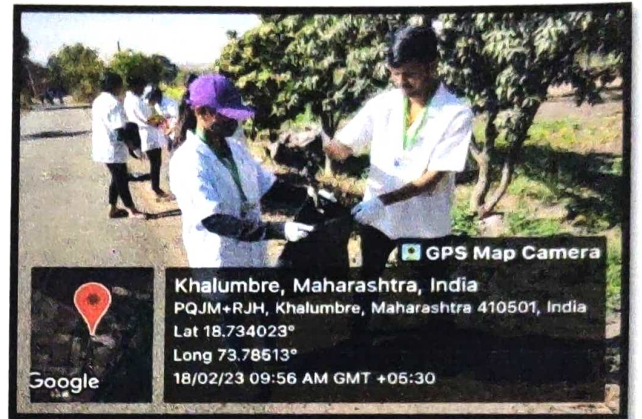 GPS Map Camera
Khalumbre, Maharashtra, India
PQJM+RJH, Khalumbre, Maharashtra 410501, India
Lat 18.734023°
Long 73.78513°
18/02/23 09:56 AM GMT +05:30
Google